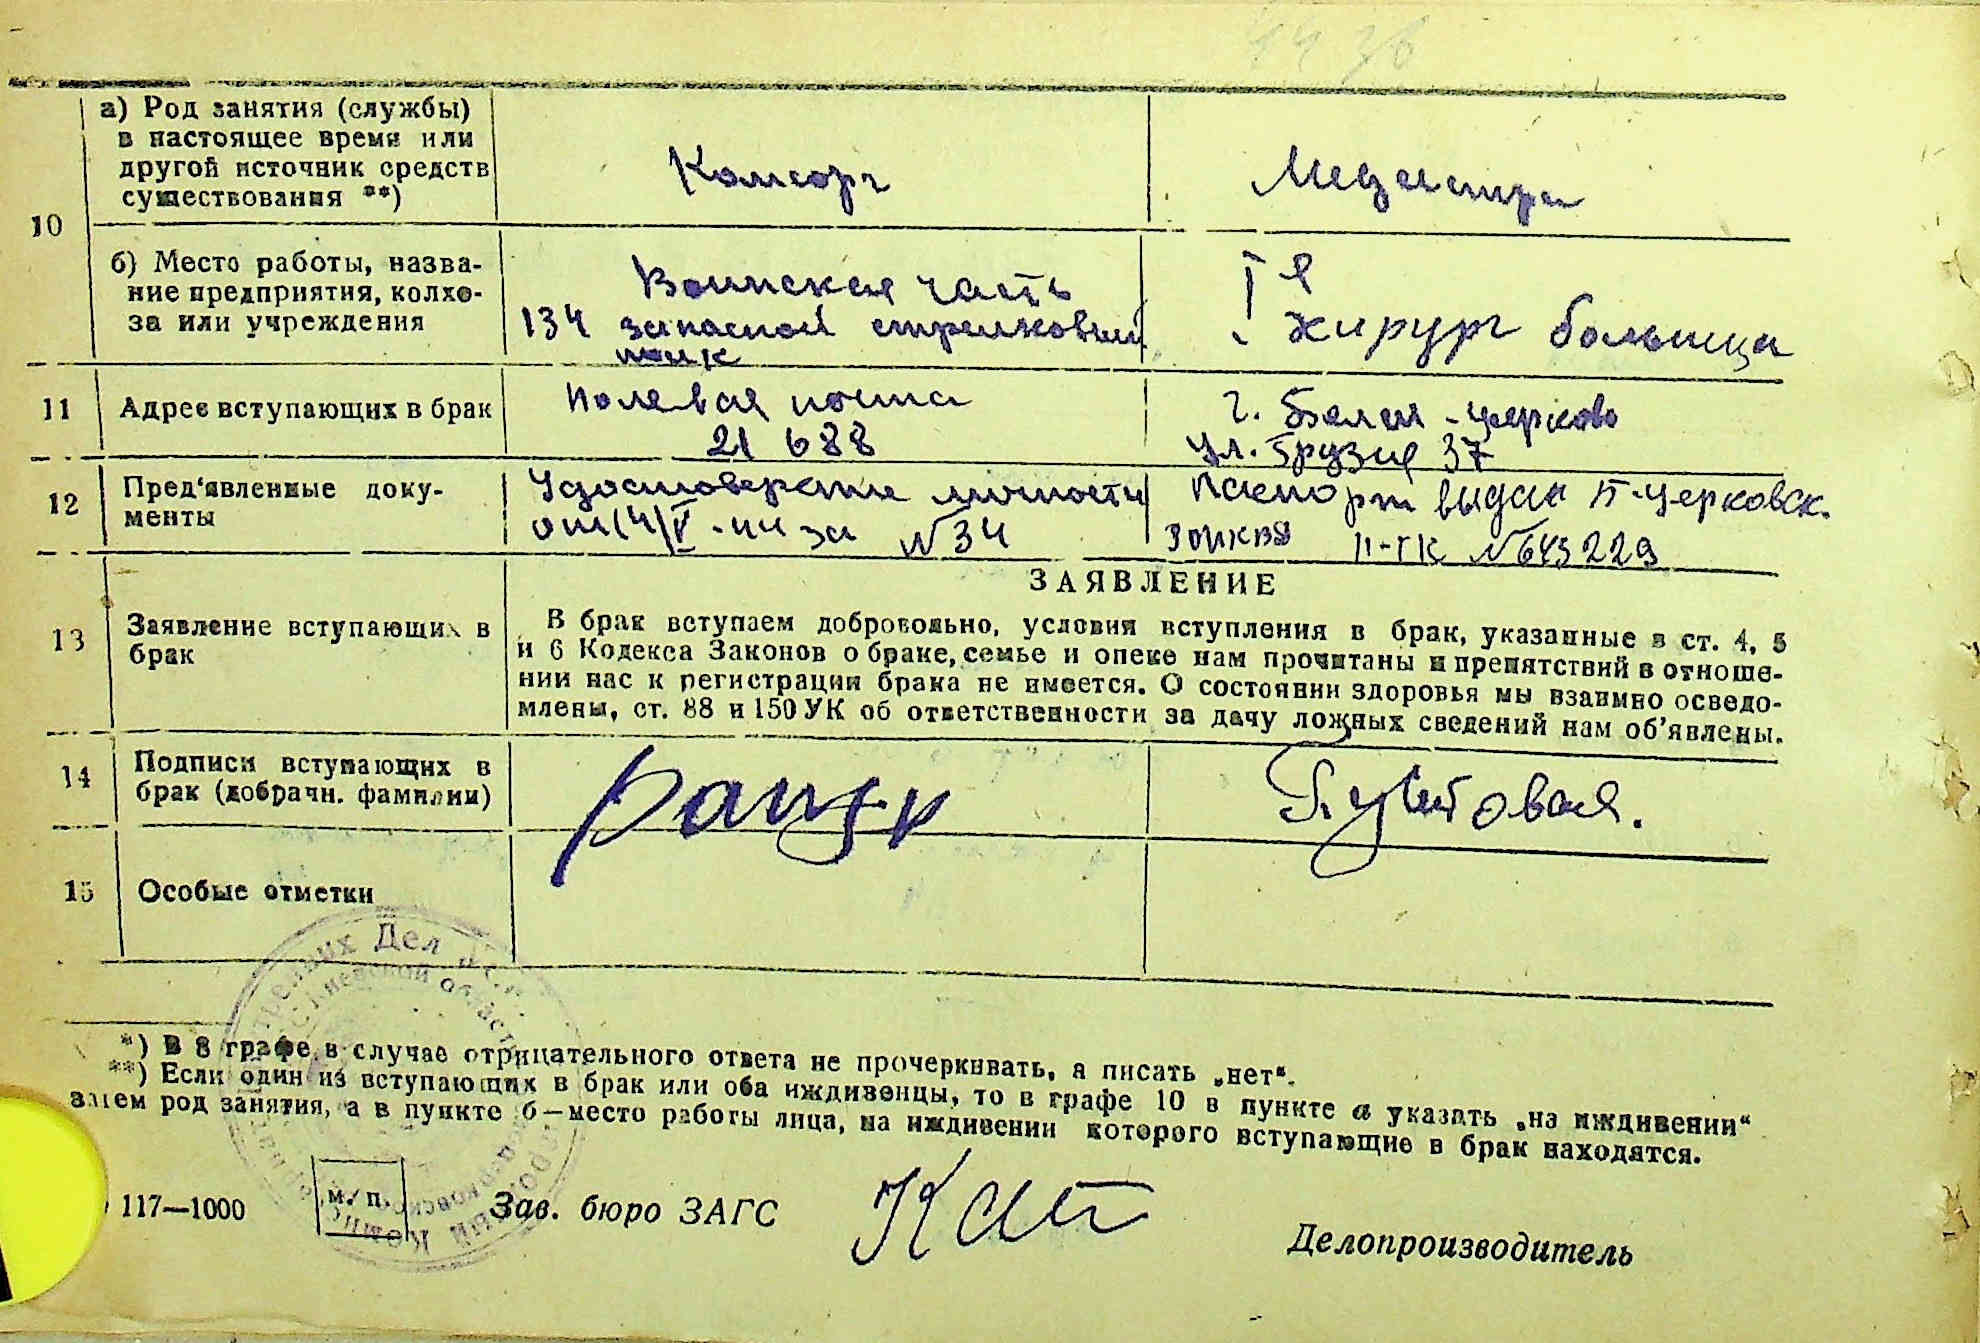 а) Род занятия (службы)
в настоящее время или
другой источник средств
существования **)
Комсорг
Медсестра
10
б) Место работы, назва-
ние предприятия, колхо-
за или учреждения
Воинская часть
134 запасной стрелковый
полк
I я
Хирург больница
11
Адрес вступающих в брак
Полевая почта
21688
г. Белая-церковь
ул. 37
12
Пред‘явленные доку-
менты
Удостоверение личности
№ 34
Паспорт выдан Б-церковск.
II-ГК № 643229
ЗАЯВЛЕНИЕ
13
Заявление вступающих в
брак
В брак вступаем добровольно, условия вступления в брак, указанные в ст. 4, 5
и 6 Кодекса Законов о браке, семье и опеке нам прочитаны и препятствий в отноше-
нии нас к регистрации брака не имеется. О состоянии здоровья мы взаимно осведо-
млены, ст. 88 и 150 УК об ответственности за дачу ложных сведений нам об’явлены.
14
Подписи вступающих в
брак (добрачн. фамилии)
15
Особые отметки
*) В 8 графе в случае отрицательного ответа не прочеркивать, а писать „нет“.
**) Если один из вступающих в брак или оба иждивенцы, то в графе 10 в пункте а указать „на иждивении“
затем род занятия, а в пункте б—место работы лица, на иждивении которого вступающие в брак находятся.
117—1000
м. п.
Зав. бюро ЗАГС
Делопроизводитель